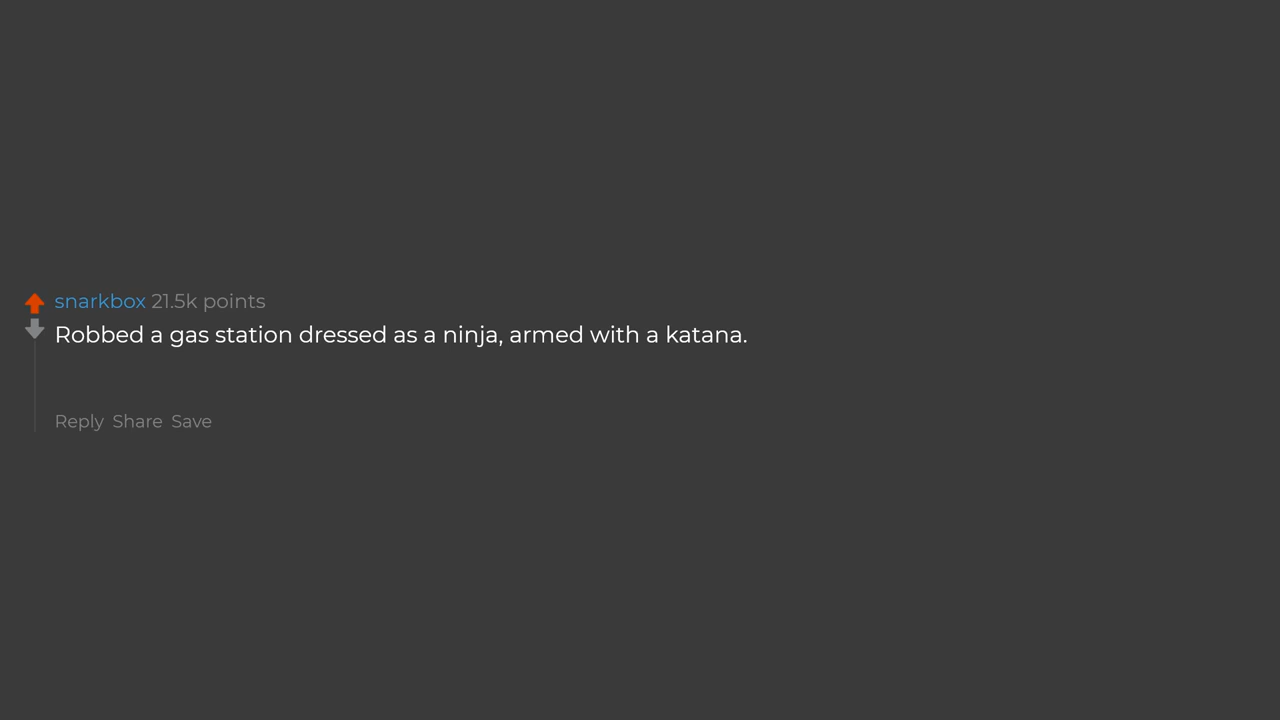 snarkbox 21.5k points
Robbed a gas station dressed as a ninja, armed with a katana.
Reply Share Save